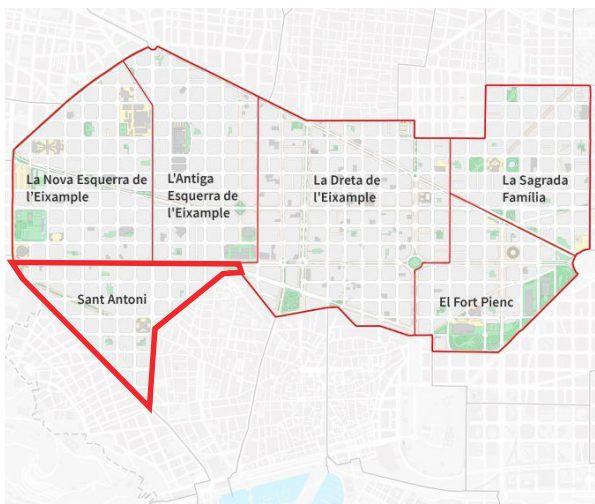 La Nova Esquerra de
l'Eixample
L'Antiga
Esquerra de
l'Eixample
La Dreta de
l'Eixample
La Sagrada
Família
Sant Antoni
El Fort Pienc